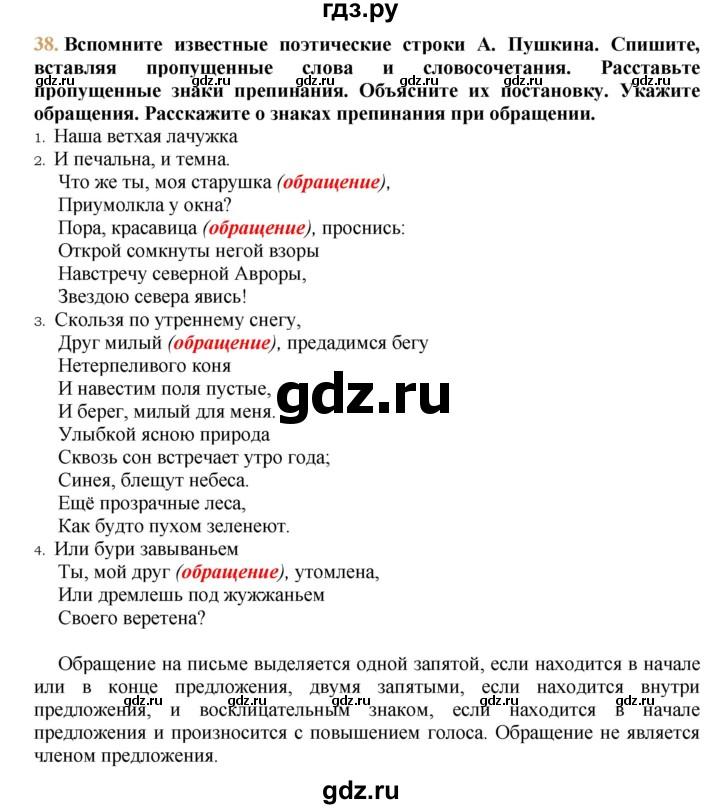 гдз.ру
38. Вспомните известные поэтические строки А. Пушкина. Спишите,
вставляя пропущенные слова и словосочетания. Расставьте
пропущенные знаки препинания. Объясните их постановку. Укажите
обращения. Расскажите о знаках препинания при обращении.
1. Наша ветхая лачужка
2. И печальна, и темна.
Что же ты, моя старушка (обращение),
Приумолкла у окна?
Пора, красавица (обращение), проснись:
Открой сомкнуты негой взоры
Навстречу северной Авроры,
Звездою севера явись!
3. Скользя по утреннему снегу,
Друг милый (обращение), предадимся бегу
Нетерпеливого коня
И навестим поля пустые,
И берег, милый для меня.
Улыбкой ясною природа
Сквозь сон встречает утро года;
Синея, блещут небеса.
Ещё прозрачные леса,
Как будто пухом зеленеют.
4. Или бури завываньем
Ты, мой друг (обращение), утомлена,
Или дремлешь под жужжаньем
Своего веретена?
Обращение на письме выделяется одной запятой, если находится в начале
или в конце предложения, двумя запятыми, если находится внутри
предложения, и восклицательным знаком, если находится в начале
предложения и произносится с повышением голоса. Обращение не является
членом предложения.
gdz.ru
gdz.ru